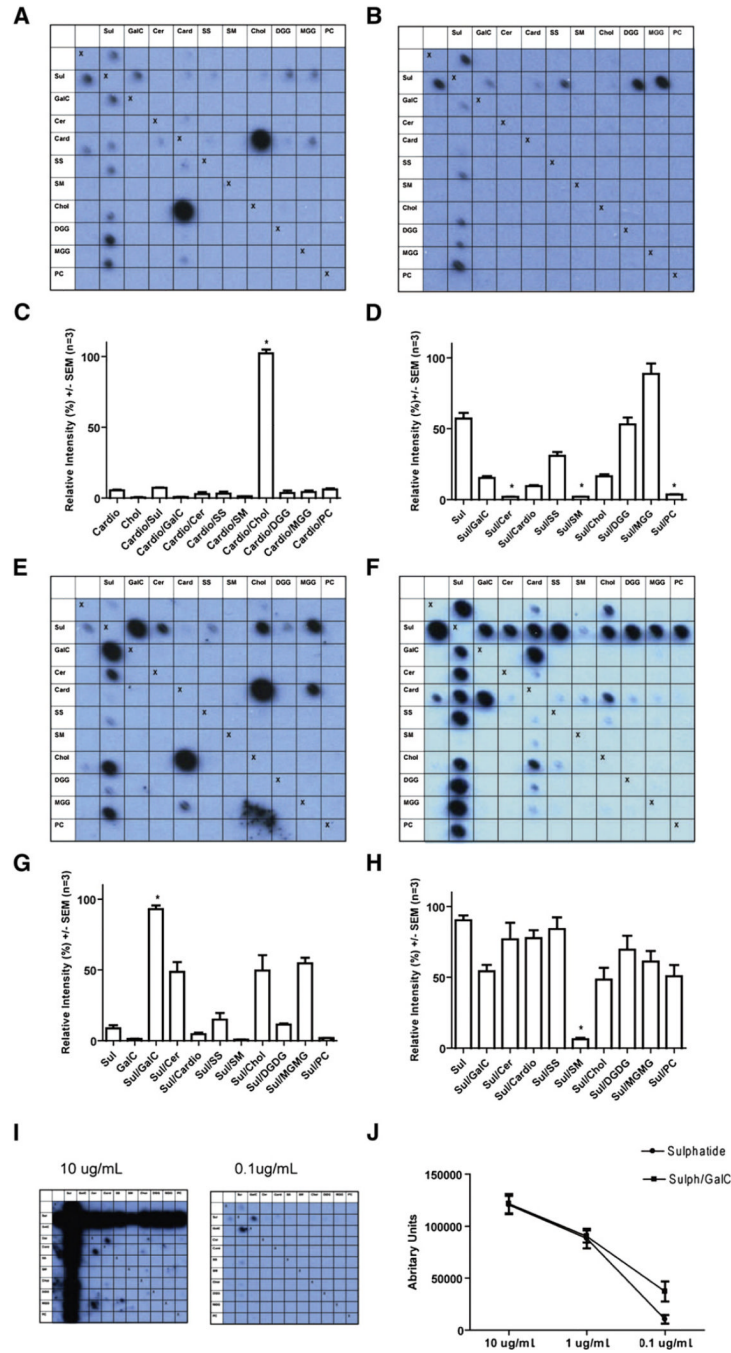 A
Sul GalC Cer Card SS SM Chol DGG MGG PC
X
Sul X
GalC X
Cer X
Card X
SS X
SM X
Chol X
DGG X
MGG X
PC X
B
Sul GalC Cer Card SS SM Chol DGG MGG PC
X
Sul X
GalC X
Cer X
Card X
SS X
SM X
Chol X
DGG X
MGG X
PC X
C
Relative Intensity (%) +/- SEM (n=3)
100
50
0
*
Cardio
Chol
Cardio/Sul
Cardio/GalC
Cardio/Cer
Cardio/SS
Cardio/SM
Cardio/Chol
Cardio/DGG
Cardio/MGG
Cardio/PC
D
Relative Intensity (%)+/- SEM (n=3)
100
50
0
* * *
Sul
Sul/GalC
Sul/Cer
Sul/Cardio
Sul/SS
Sul/SM
Sul/Chol
Sul/DGG
Sul/MGG
Sul/PC
E
Sul GalC Cer Card SS SM Chol DGG MGG PC
X
Sul X
GalC X
Cer X
Card X
SS X
SM X
Chol X
DGG X
MGG X
PC X
F
Sul GalC Cer Card SS SM Chol DGG MGG PC
X
Sul X
GalC X
Cer X
Card X
SS X
SM X
Chol X
DGG X
MGG X
PC X
G
Relative Intensity (%) +/- SEM (n=3)
100
50
0
*
Sul
GalC
Sul/GalC
Sul/Cer
Sul/Cardio
Sul/SS
Sul/SM
Sul/Chol
Sul/DGDG
Sul/MGMG
Sul/PC
H
Relative Intensity (%) +/- SEM (n=3)
100
50
0
*
Sul
Sul/GalC
Sul/Cer
Sul/Cardio
Sul/SS
Sul/SM
Sul/Chol
Sul/DGDG
Sul/MGMG
Sul/PC
I
10 ug/mL
0.1ug/mL
J
Sulphatide
Sulph/GalC
Abritary Units
150000
100000
50000
0
10 ug/mL 1 ug/mL 0.1 ug/mL